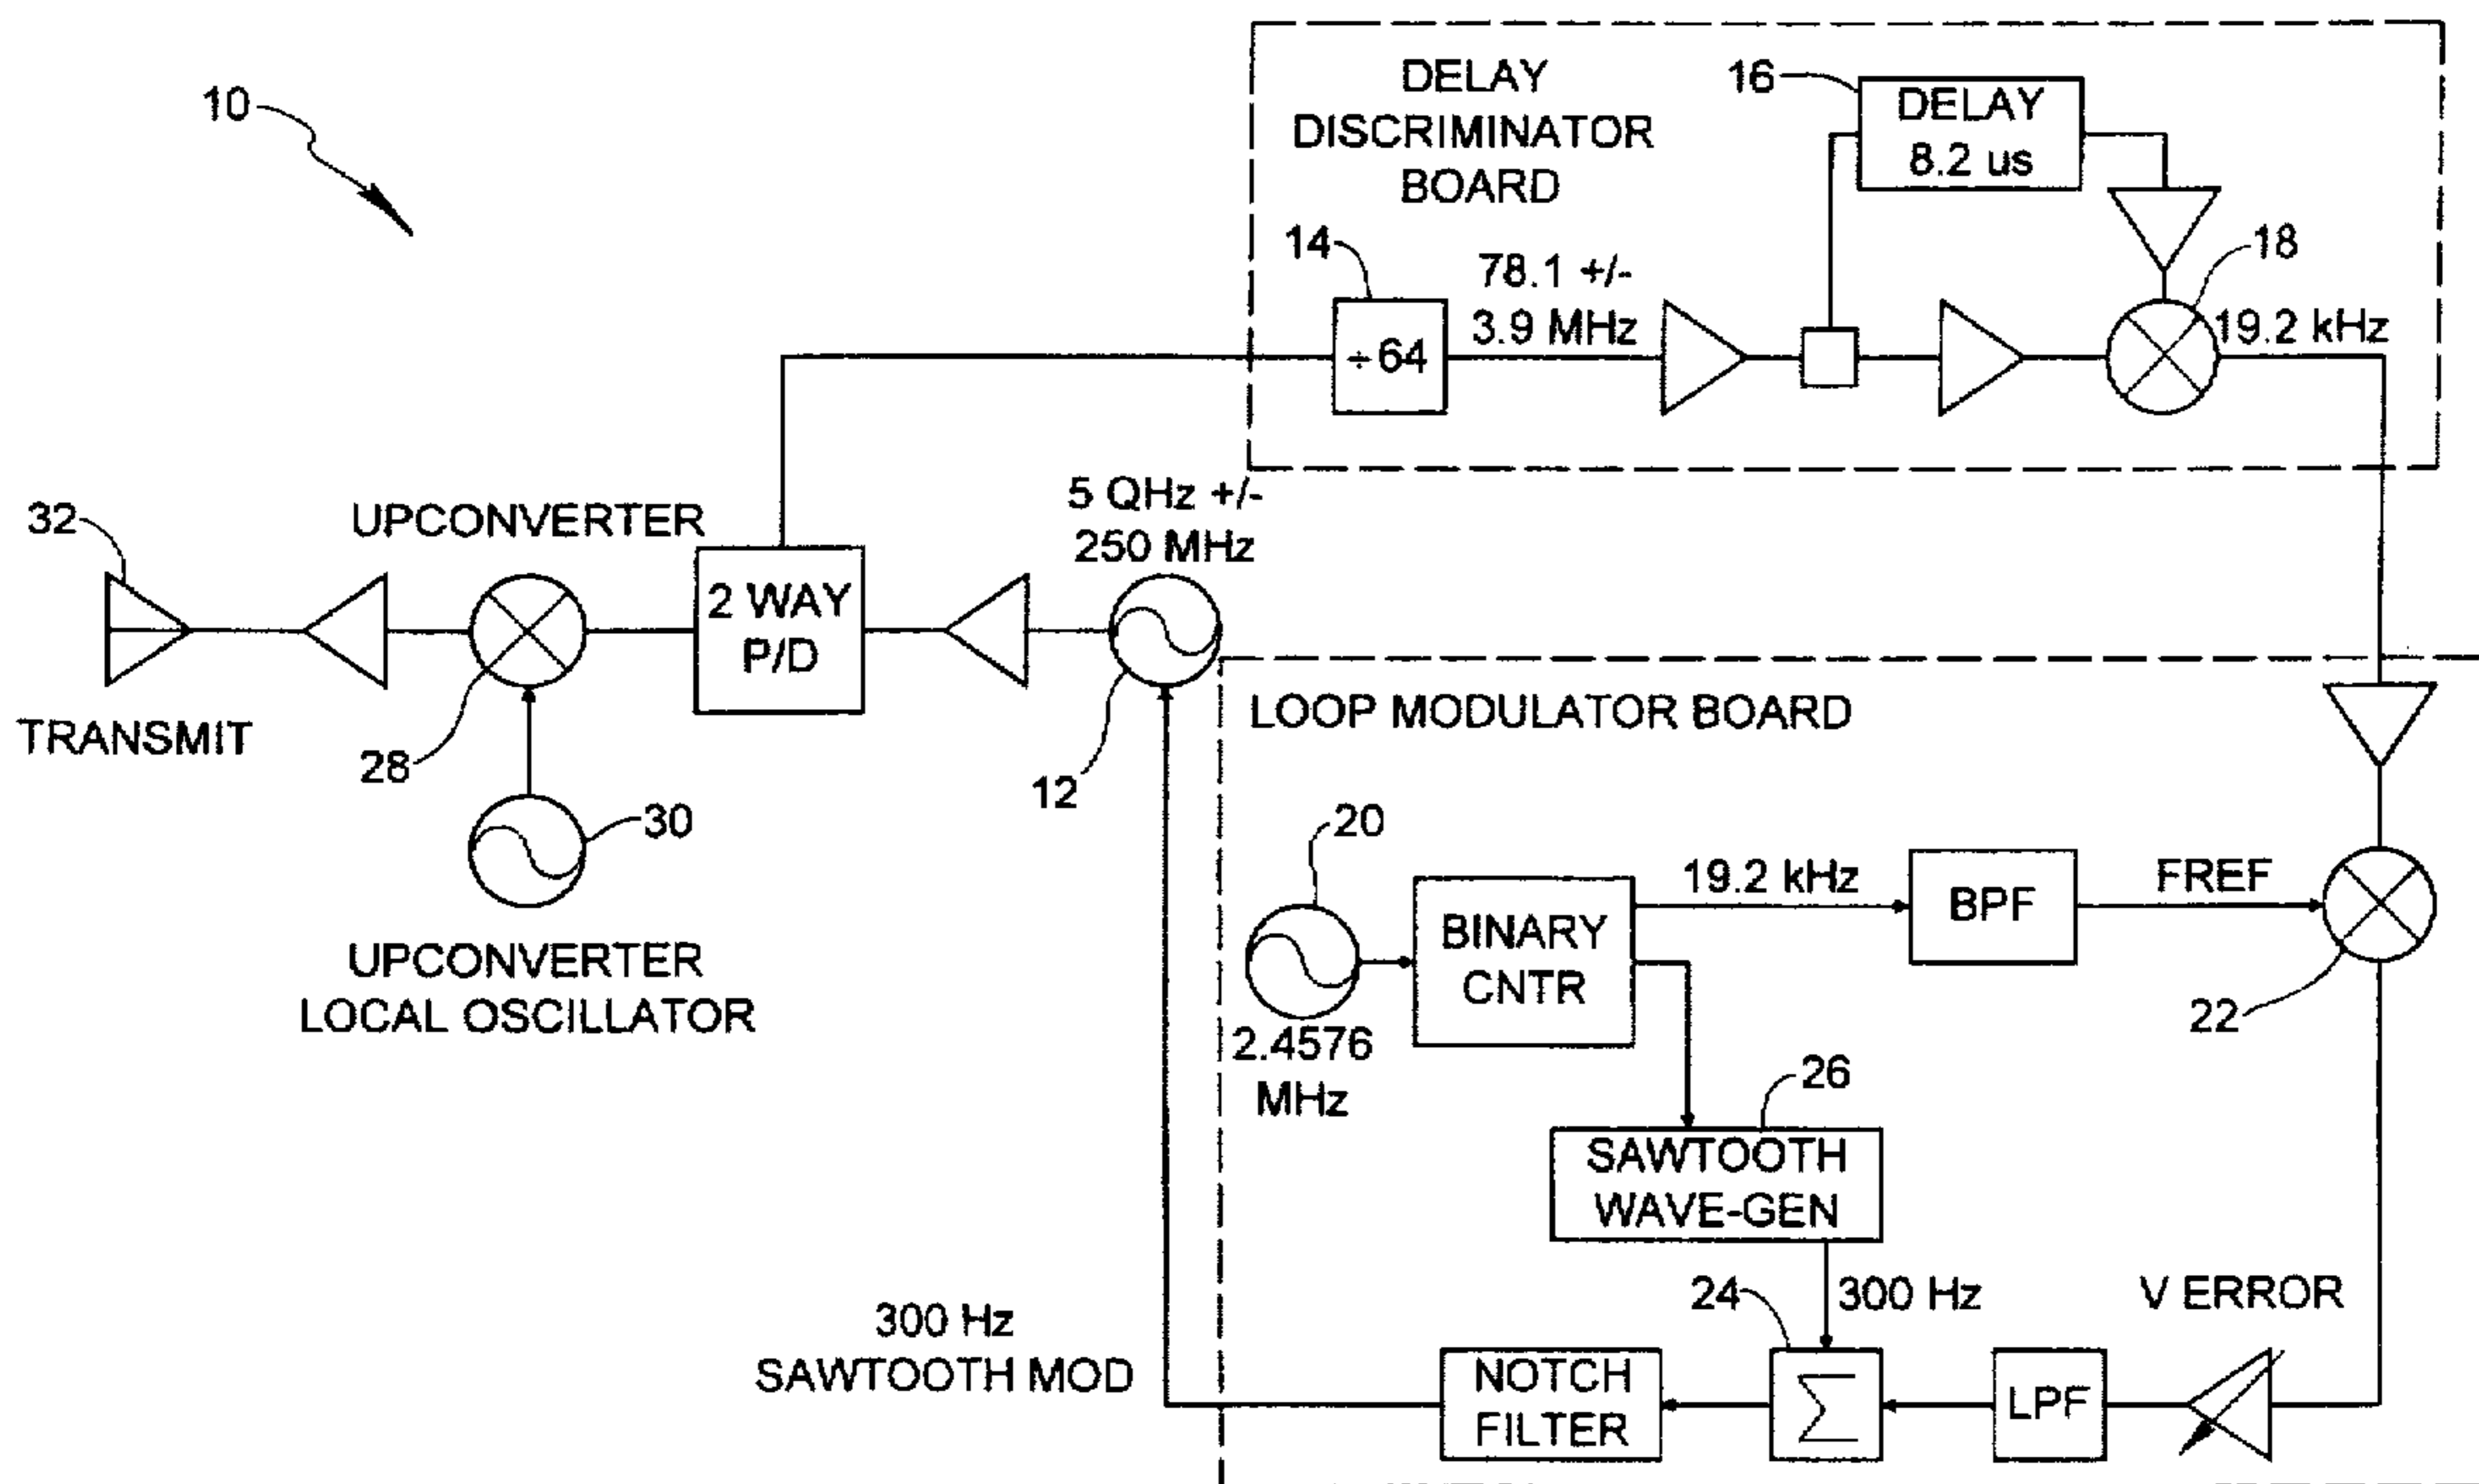 10
DELAY
DISCRIMINATOR
BOARD
16
DELAY
8.2 us
14
78.1 +/-
3.9 MHz
÷64
18
19.2 kHz
32
UPCONVERTER
5 QHz +/-
250 MHz
2 WAY
P/D
TRANSMIT
28
12
30
UPCONVERTER
LOCAL OSCILLATOR
LOOP MODULATOR BOARD
20
2.4576
MHz
BINARY
CNTR
19.2 kHz
BPF
FREF
22
26
SAWTOOTH
WAVE-GEN
24
300 Hz
V ERROR
300 Hz
SAWTOOTH MOD
NOTCH
FILTER
Σ
LPF